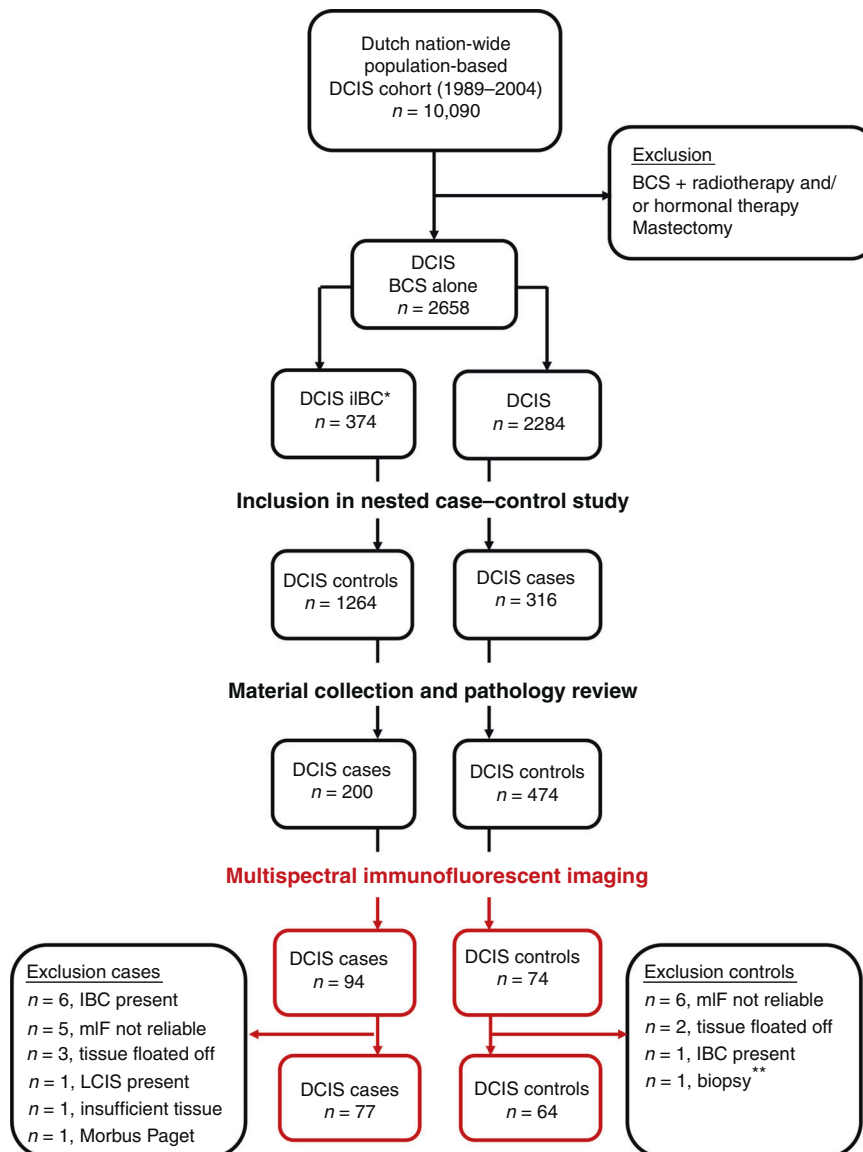 Dutch nation-wide
population-based
DCIS cohort (1989–2004)
n = 10,090
Exclusion
BCS + radiotherapy and/
or hormonal therapy
Mastectomy
DCIS
BCS alone
n = 2658
DCIS iIBC*
n = 374
DCIS
n = 2284
Inclusion in nested case–control study
DCIS controls
n = 1264
DCIS cases
n = 316
Material collection and pathology review
DCIS cases
n = 200
DCIS controls
n = 474
Multispectral immunofluorescent imaging
DCIS cases
n = 94
DCIS controls
n = 74
Exclusion cases
n = 6, IBC present
n = 5, mIF not reliable
n = 3, tissue floated off
n = 1, LCIS present
n = 1, insufficient tissue
n = 1, Morbus Paget
Exclusion controls
n = 6, mIF not reliable
n = 2, tissue floated off
n = 1, IBC present
n = 1, biopsy**
DCIS cases
n = 77
DCIS controls
n = 64